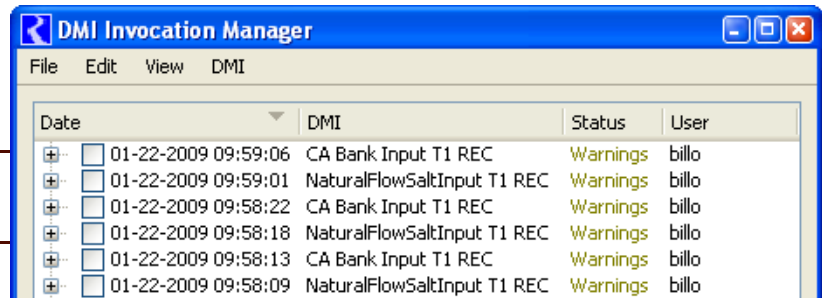 DMI Invocation Manager
File Edit View DMI
Date DMI Status User
01-22-2009 09:59:06 CA Bank Input T1 REC Warnings billo
01-22-2009 09:59:01 NaturalFlowSaltInput T1 REC Warnings billo
01-22-2009 09:58:22 CA Bank Input T1 REC Warnings billo
01-22-2009 09:58:18 NaturalFlowSaltInput T1 REC Warnings billo
01-22-2009 09:58:13 CA Bank Input T1 REC Warnings billo
01-22-2009 09:58:09 NaturalFlowSaltInput T1 REC Warnings billo